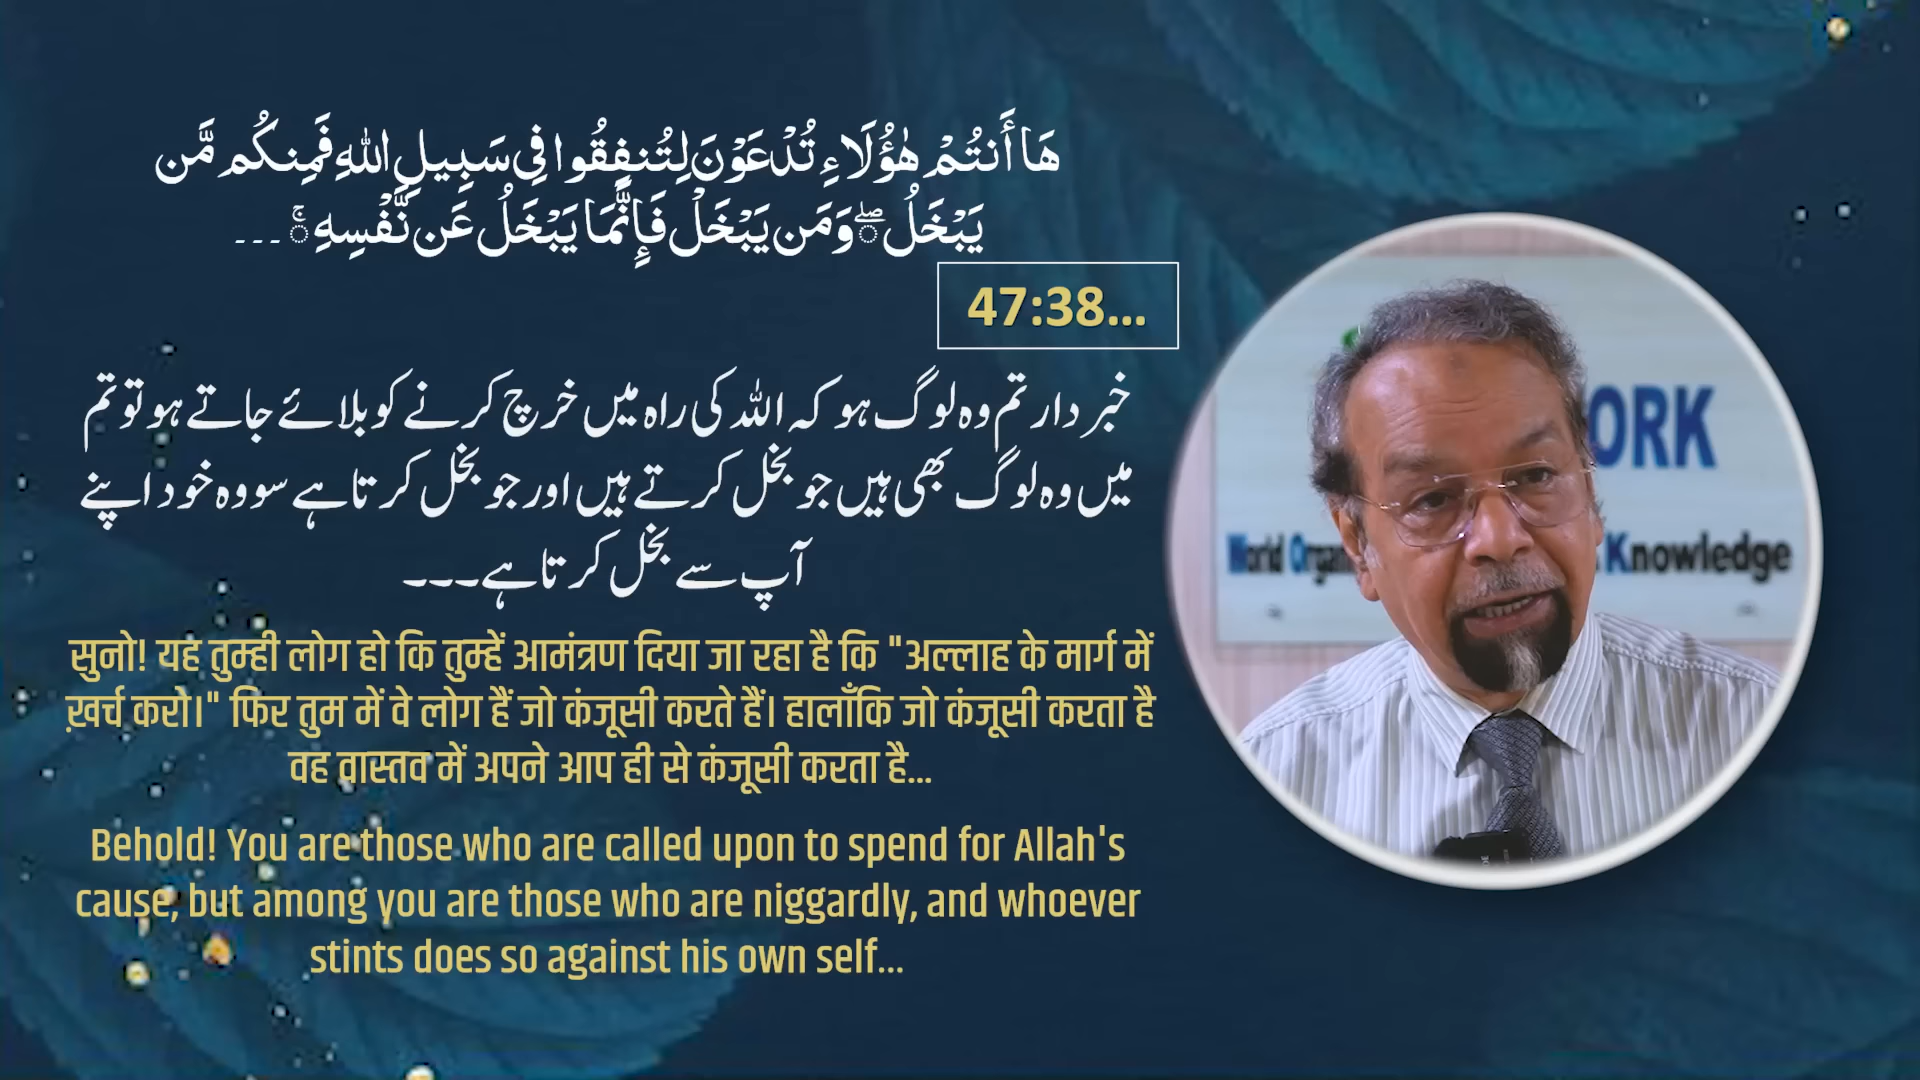 هَا أَنتُمْ هَٰؤُلَاءِ تُدْعَوْنَ لِتُنفِقُوا فِي سَبِيلِ اللَّهِ فَمِنكُم مَّن
يَبْخَلُ ۖ وَمَن يَبْخَلْ فَإِنَّمَا يَبْخَلُ عَن نَّفْسِهِ ۚ ...
47:38...
خبردار تم وہ لوگ ہو کہ اللہ کی راہ میں خرچ کرنے کو بلائے جاتے ہو تو تم
میں وہ لوگ بھی ہیں جو بخل کرتے ہیں اور جو بخل کرتا ہے سو وہ خود اپنے
آپ سے بخل کرتا ہے۔۔۔
सुनो! यह तुम्ही लोग हो कि तुम्हें आमंत्रण दिया जा रहा है कि "अल्लाह के मार्ग में
ख़र्च करो।" फिर तुम में वे लोग हैं जो कंजूसी करते हैं। हालाँकि जो कंजूसी करता है
वह वास्तव में अपने आप ही से कंजूसी करता है...
Behold! You are those who are called upon to spend for Allah's
cause, but among you are those who are niggardly, and whoever
stints does so against his own self...
ORK
World Knowledge